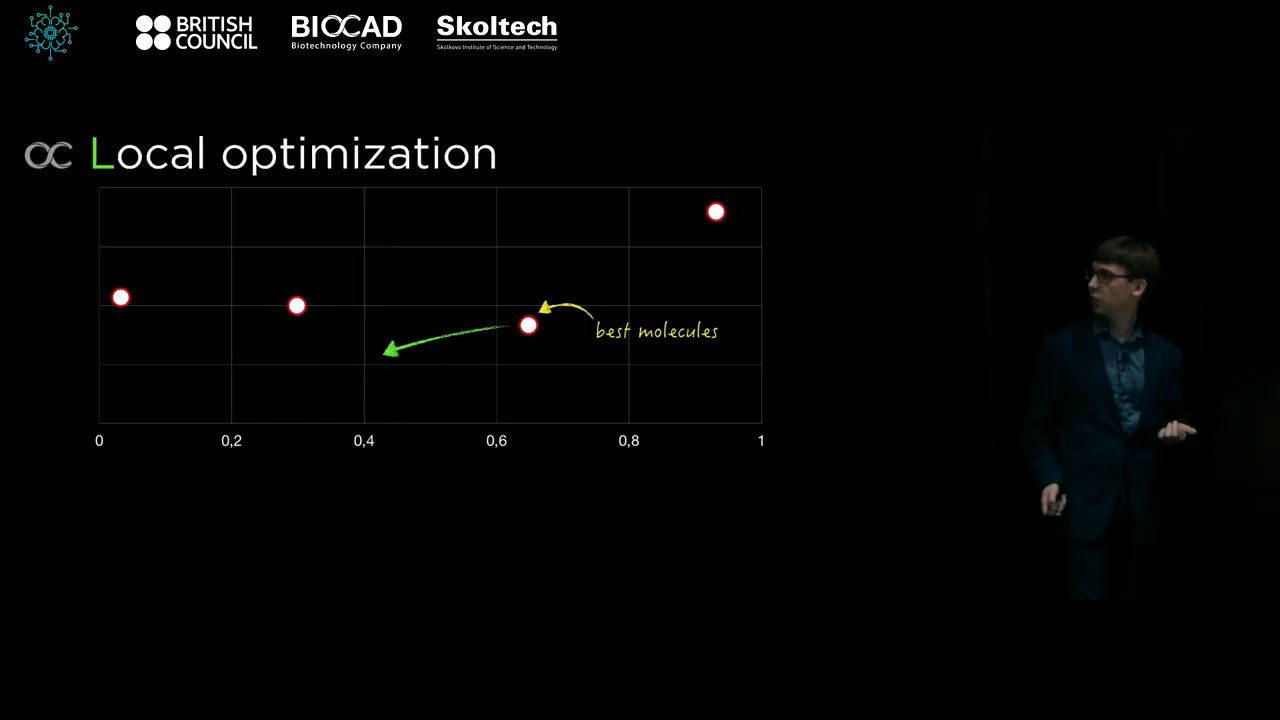 BRITISH
COUNCIL
BIOCAD
Biotechnology Company
Skoltech
Skolkovo Institute of Science and Technology
Local optimization
best molecules
0 0,2 0,4 0,6 0,8 1